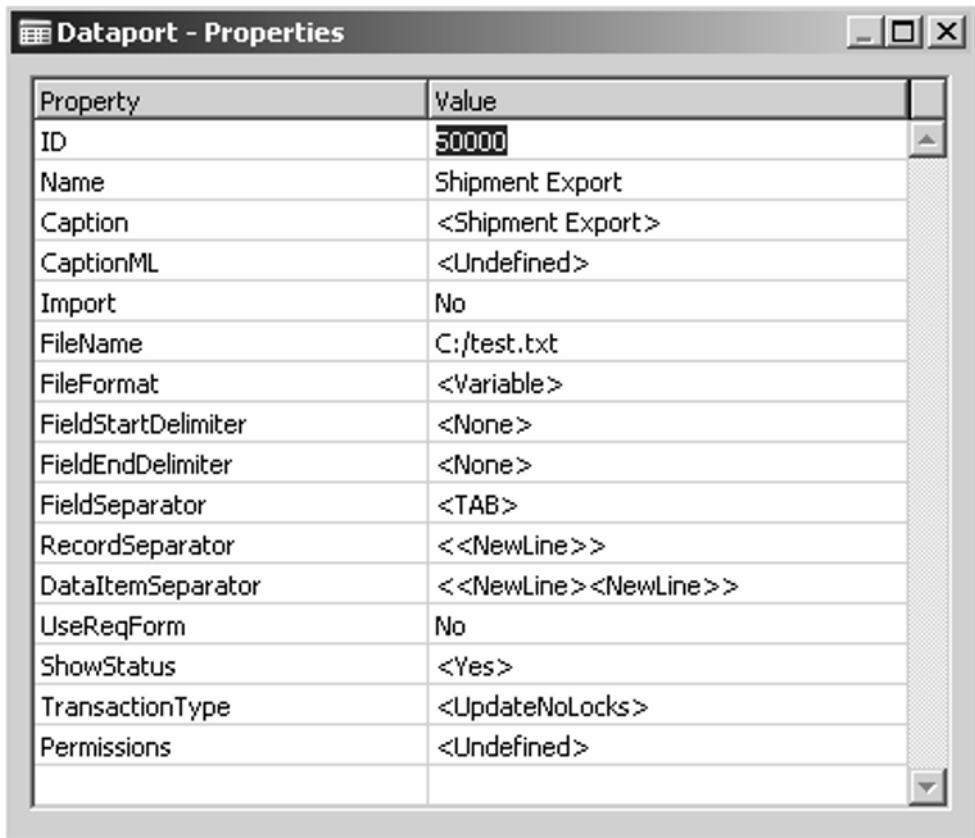 Dataport - Properties
Property Value
ID 50000
Name Shipment Export
Caption <Shipment Export>
CaptionML <Undefined>
Import No
FileName C:/test.txt
FileFormat <Variable>
FieldStartDelimiter <None>
FieldEndDelimiter <None>
FieldSeparator <TAB>
RecordSeparator <<NewLine>>
DataItemSeparator <<NewLine><NewLine>>
UseReqForm No
ShowStatus <Yes>
TransactionType <UpdateNoLocks>
Permissions <Undefined>